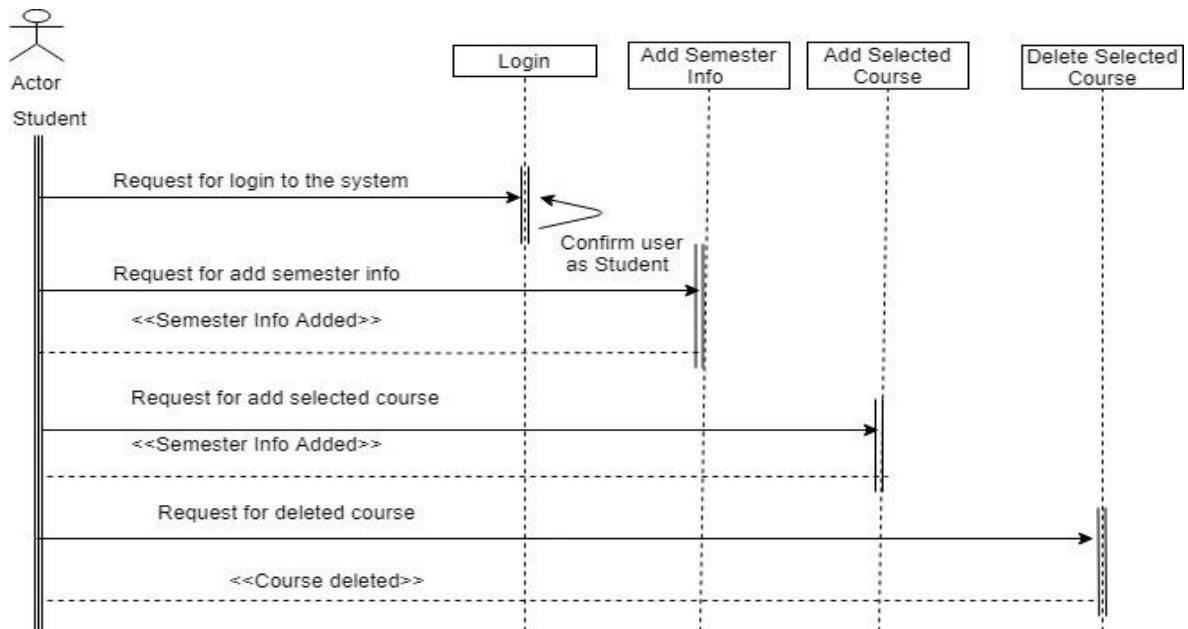 Actor
Student
Login
Add Semester
Info
Add Selected
Course
Delete Selected
Course
Request for login to the system
Confirm user
as Student
Request for add semester info
<<Semester Info Added>>
Request for add selected course
<<Semester Info Added>>
Request for deleted course
<<Course deleted>>